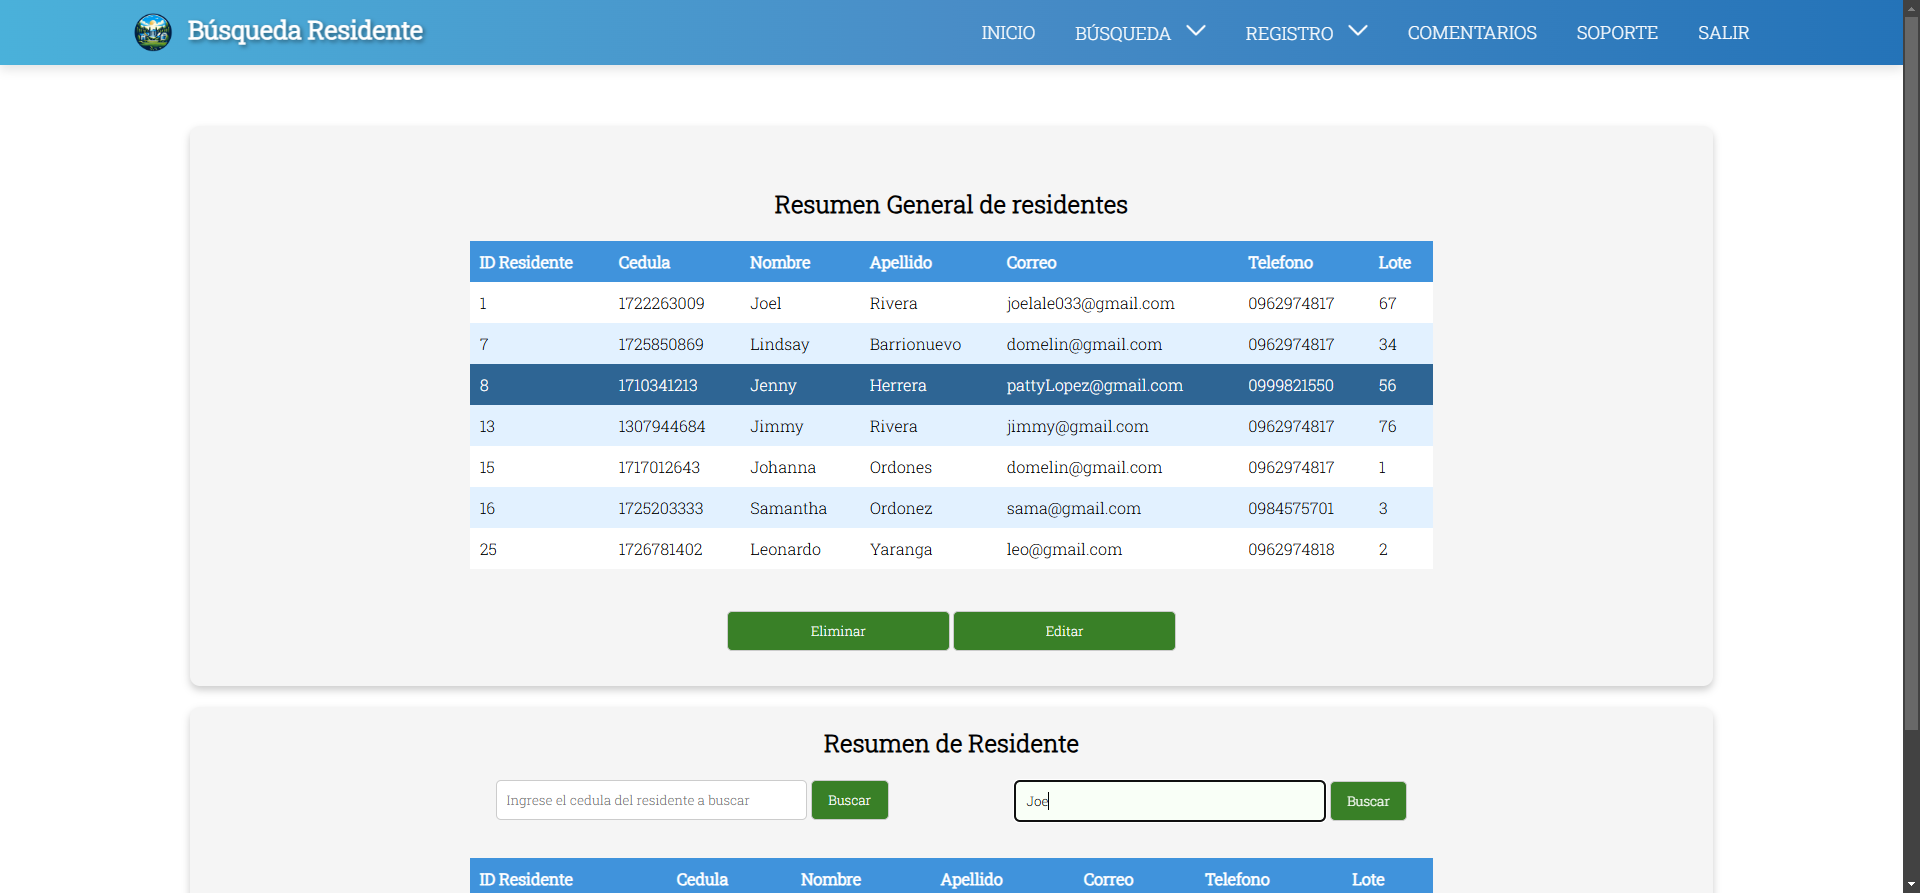 Búsqueda Residente INICIO BÚSQUEDA REGISTRO COMENTARIOS SOPORTE SALIR
Resumen General de residentes
ID Residente Cedula Nombre Apellido Correo Telefono Lote
1 1722263009 Joel Rivera joelale033@gmail.com 0962974817 67
7 1725850869 Lindsay Barrionuevo domelin@gmail.com 0962974817 34
8 1710341213 Jenny Herrera pattyLopez@gmail.com 0999821550 56
13 1307944684 Jimmy Rivera jimmy@gmail.com 0962974817 76
15 1717012643 Johanna Ordones domelin@gmail.com 0962974817 1
16 1725203333 Samantha Ordonez sama@gmail.com 0984575701 3
25 1726781402 Leonardo Yaranga leo@gmail.com 0962974818 2
Eliminar Editar
Resumen de Residente
Ingrese el cedula del residente a buscar Buscar Joe Buscar
ID Residente Cedula Nombre Apellido Correo Telefono Lote